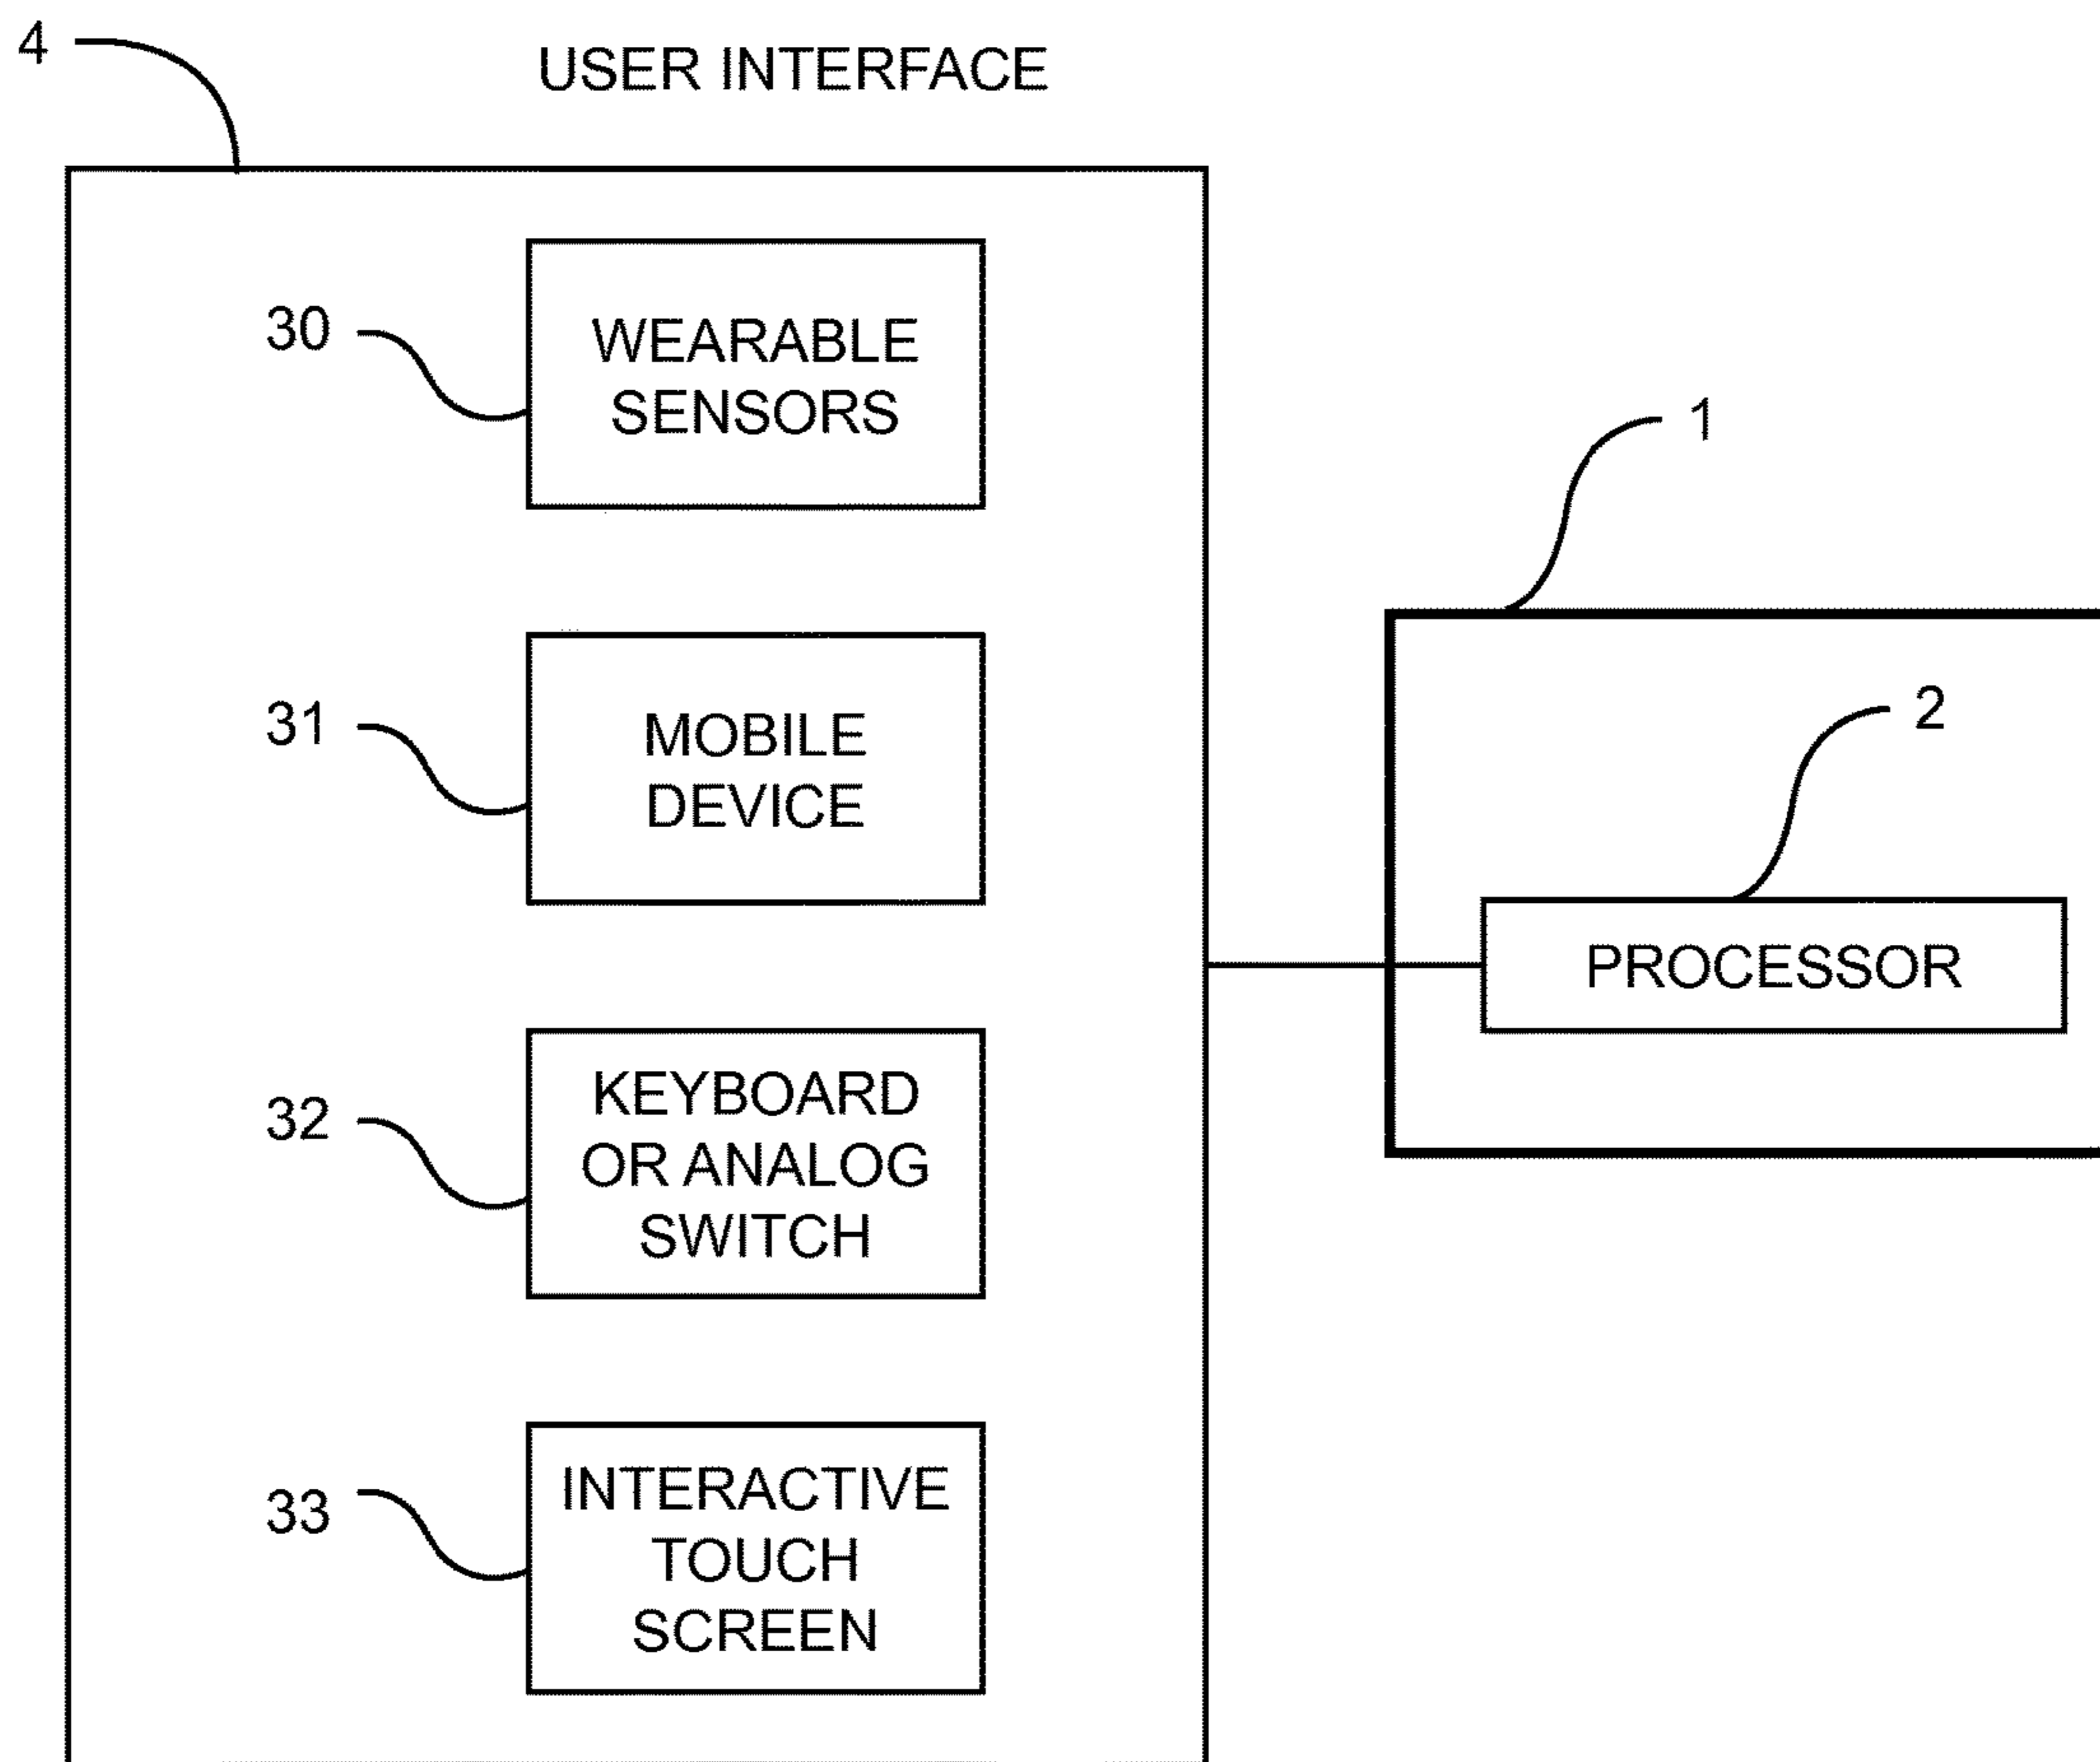 4
USER INTERFACE
30
WEARABLE
SENSORS
31
MOBILE
DEVICE
32
KEYBOARD
OR ANALOG
SWITCH
33
INTERACTIVE
TOUCH
SCREEN
1
2
PROCESSOR